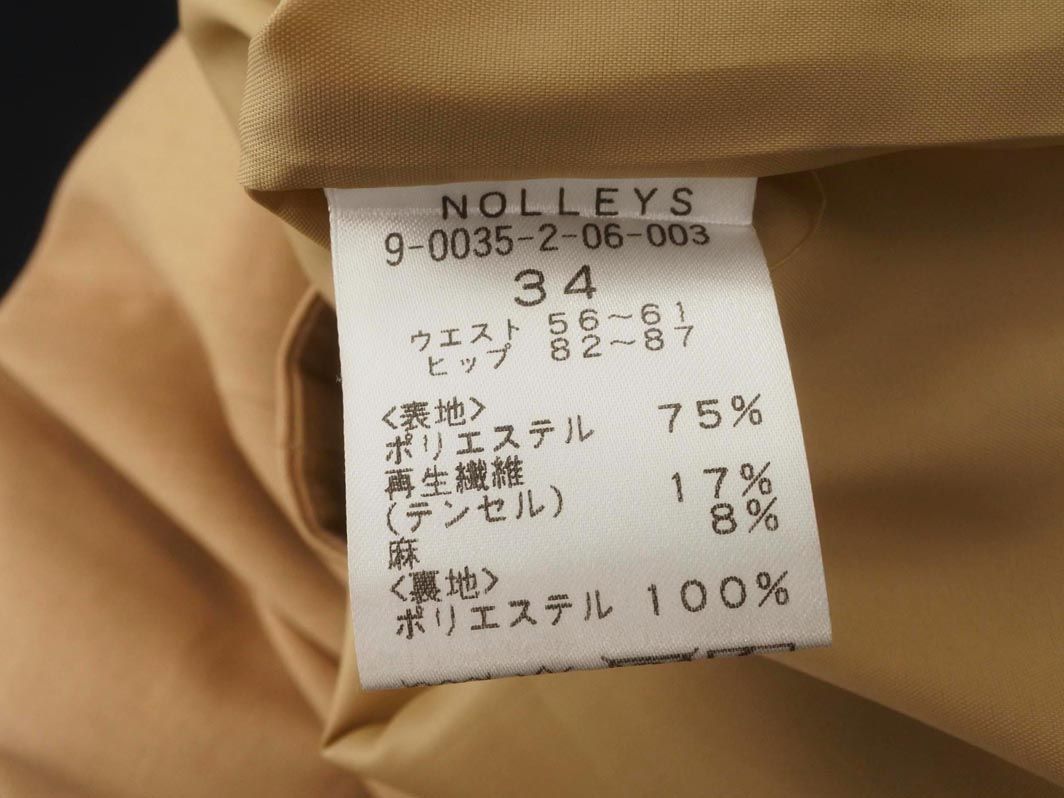 NOLLEYS
9-0035-2-06-003
34
ウエスト 56～61
ヒップ 82～87
<表地>
ポリエステル 75%
再生繊維
(テンセル) 17%
麻 8%
<裏地>
ポリエステル 100%